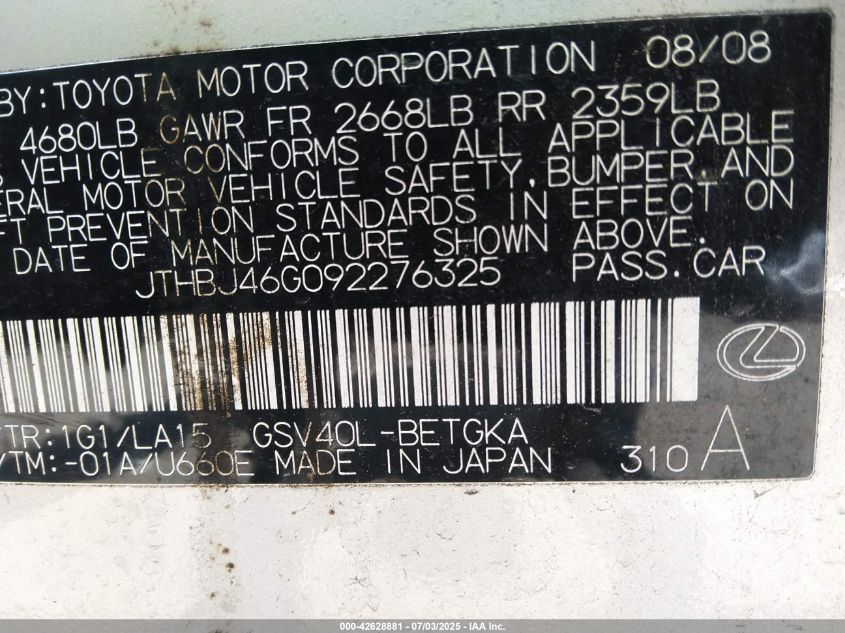 BY:TOYOTA MOTOR CORPORATION 08/08
4680LB GAWR FR 2668LB RR 2359LB
VEHICLE CONFORMS TO ALL APPLICABLE
ERAL MOTOR VEHICLE SAFETY,BUMPER,AND
FT PREVENTION STANDARDS IN EFFECT ON
DATE OF MANUFACTURE SHOWN ABOVE.
JTHBJ46G092276325 PASS.CAR
TR:1G1/LA15 GSV40L-BETGKA
/TM:-01A/U660E MADE IN JAPAN 310 A
000-42628881 - 07/03/2025 - IAA Inc.